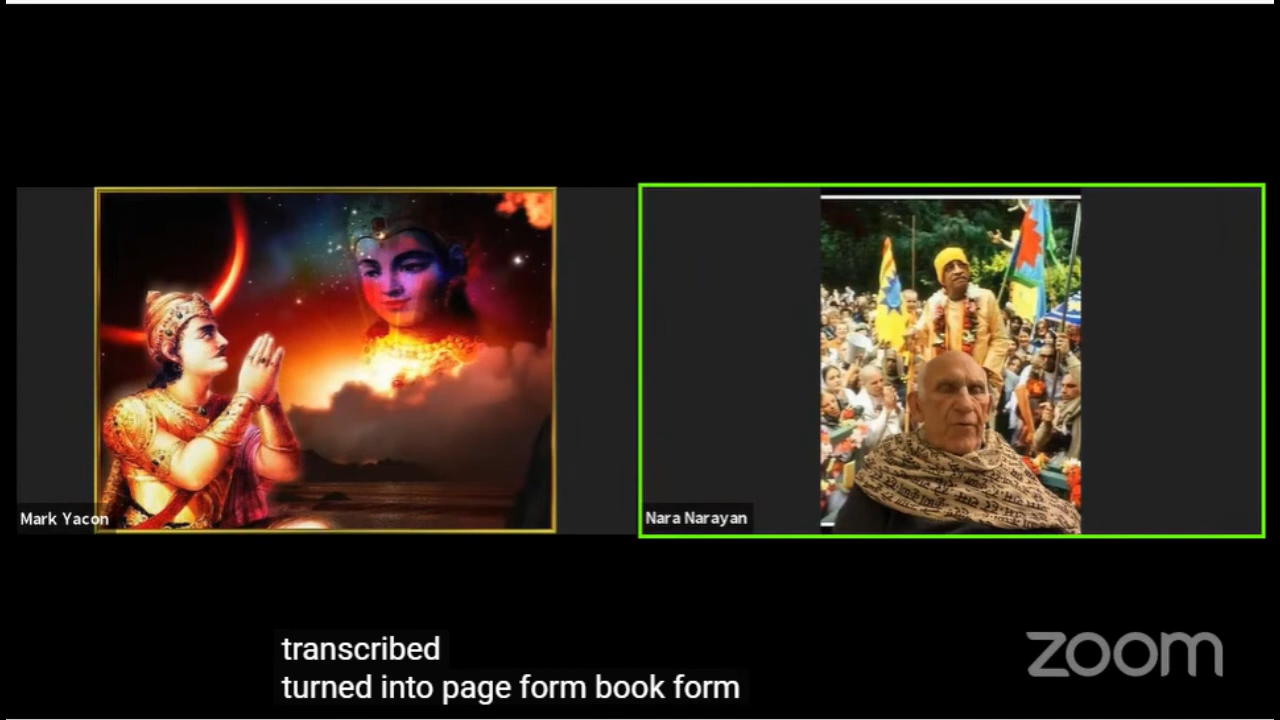 Mark Yacon
Nara Narayan
transcribed
turned into page form book form
zoom